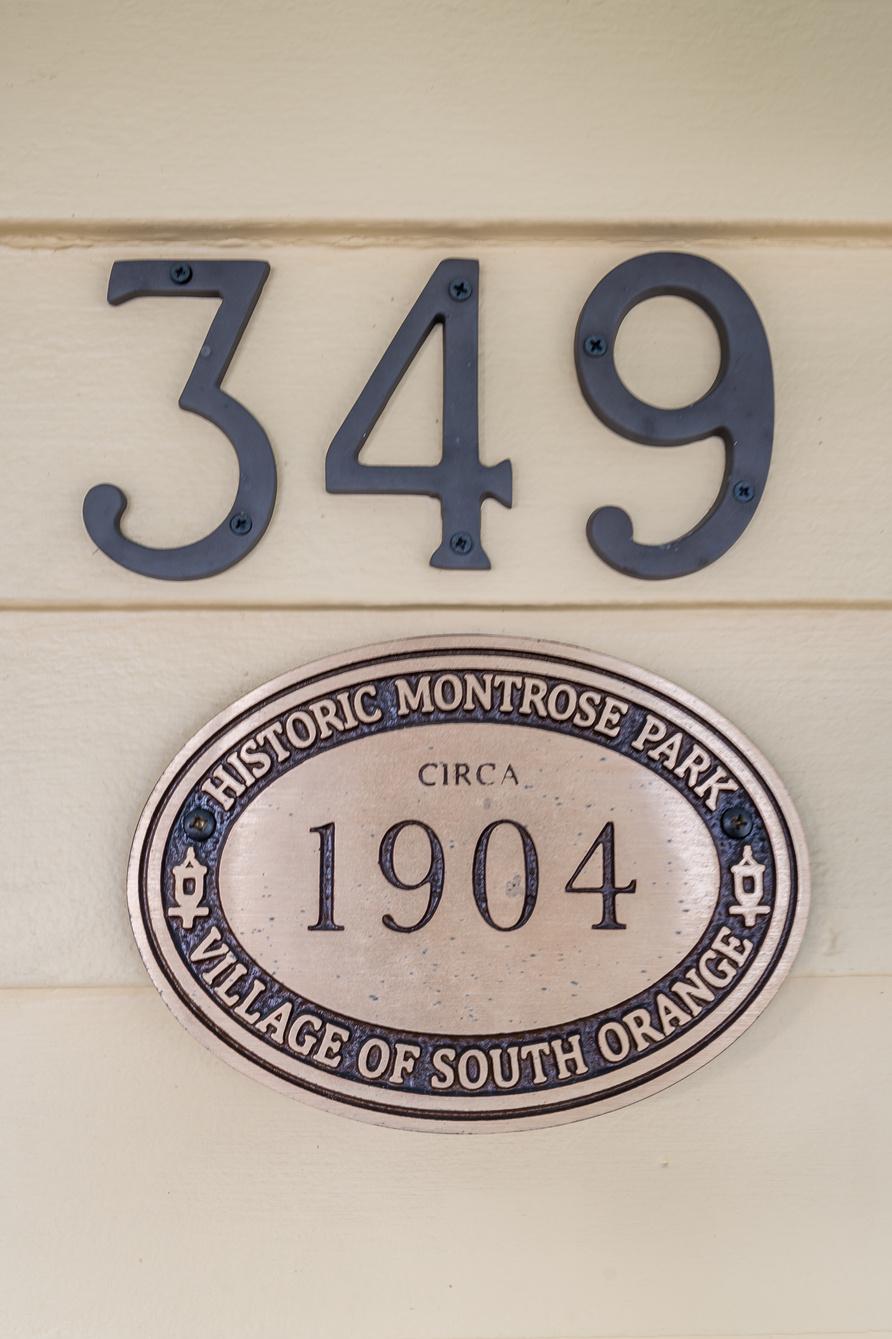 349
HISTORIC MONTROSE PARK
CIRCA
1904
VILLAGE OF SOUTH ORANGE